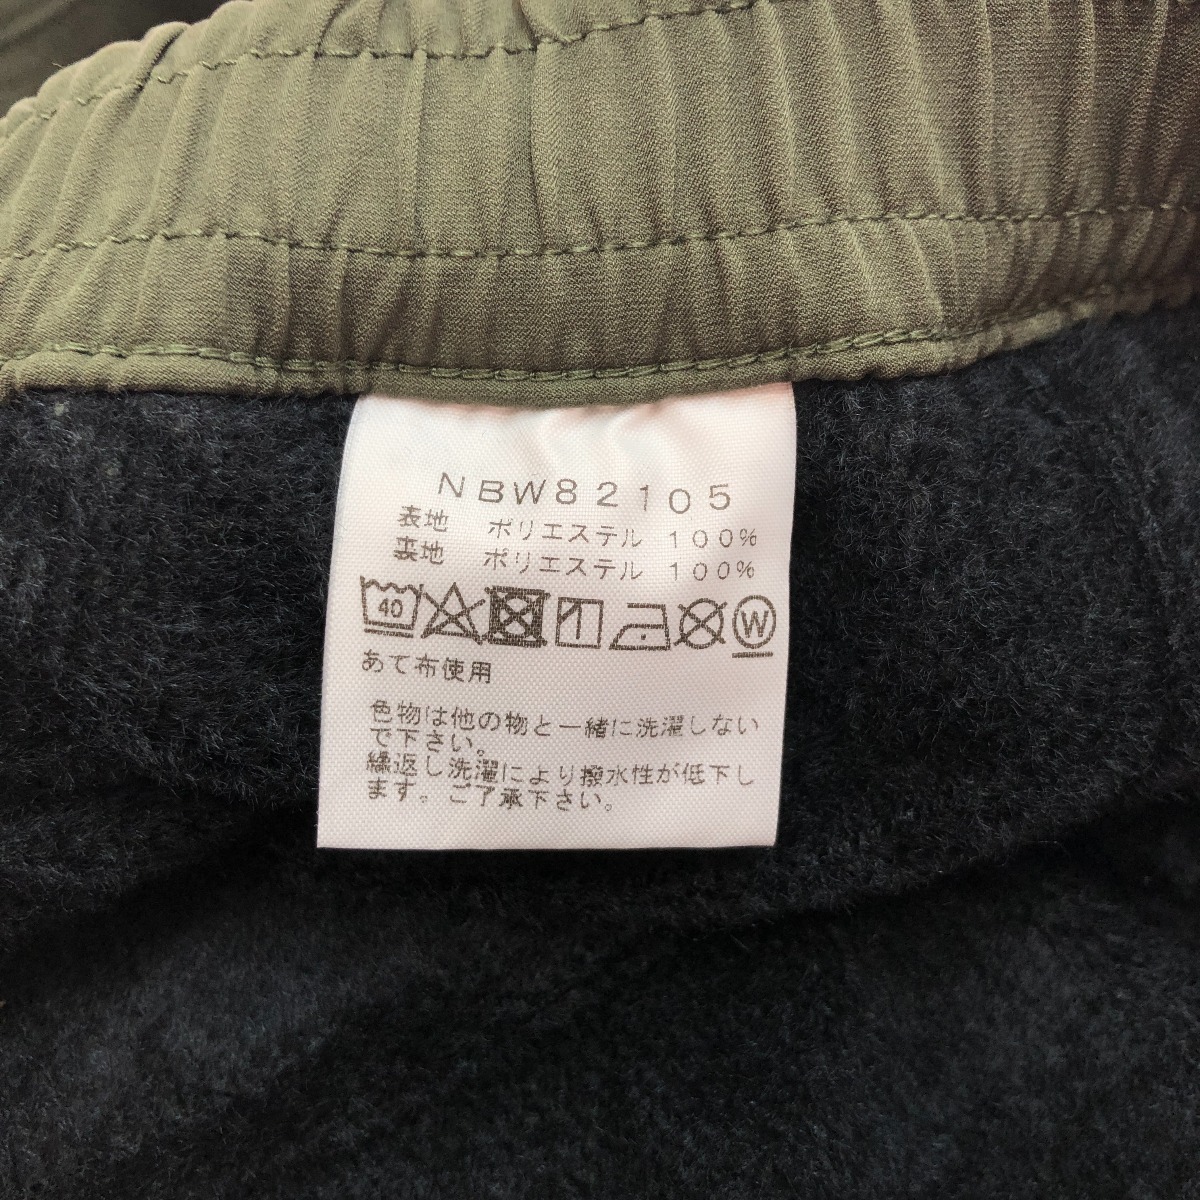 NBW82105
表地 ポリエステル 100%
裏地 ポリエステル 100%
40 W
あて布使用
色物は他の物と一緒に洗濯しない
で下さい。
繰返し洗濯により撥水性が低下し
ます。ご了承下さい。